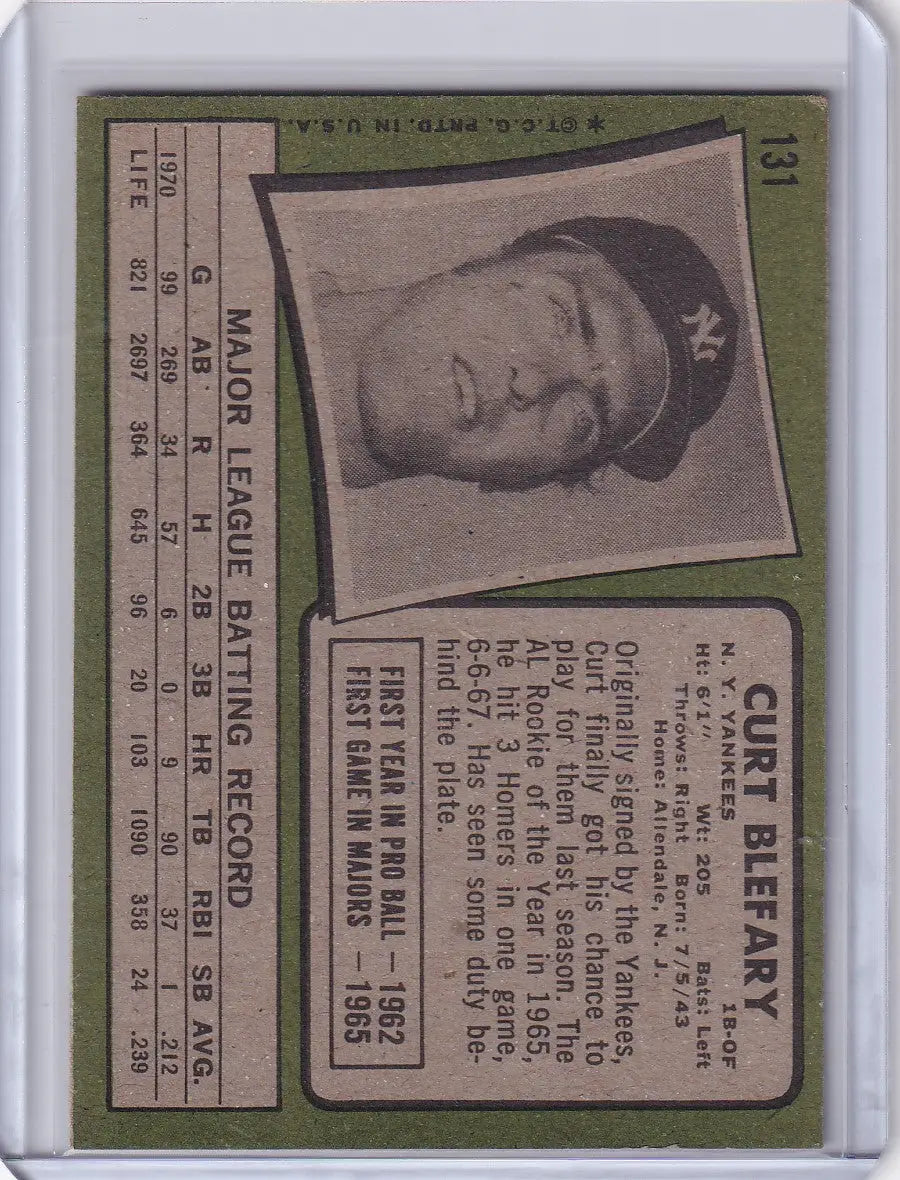 131
CURT BLEFARY
N. Y. YANKEES 1B-OF
Ht: 6'1" Wt: 205 Bats: Left
Throws: Right Born: 7/5/43
Home: Allendale, N. J.
Originally signed by the Yankees,
Curt finally got his chance to
play for them last season. The
AL Rookie of the Year in 1965,
he hit 3 Homers in one game,
6-6-67. Has seen some duty be-
hind the plate.
FIRST YEAR IN PRO BALL — 1962
FIRST GAME IN MAJORS — 1965
NY
MAJOR LEAGUE BATTING RECORD
G AB R H 2B 3B HR TB RBI SB AVG.
1970 99 269 34 57 6 0 9 90 37 1 .212
LIFE 821 2697 364 645 96 20 103 1090 358 24 .239
*©T.C.G. PRTD. IN U.S.A.